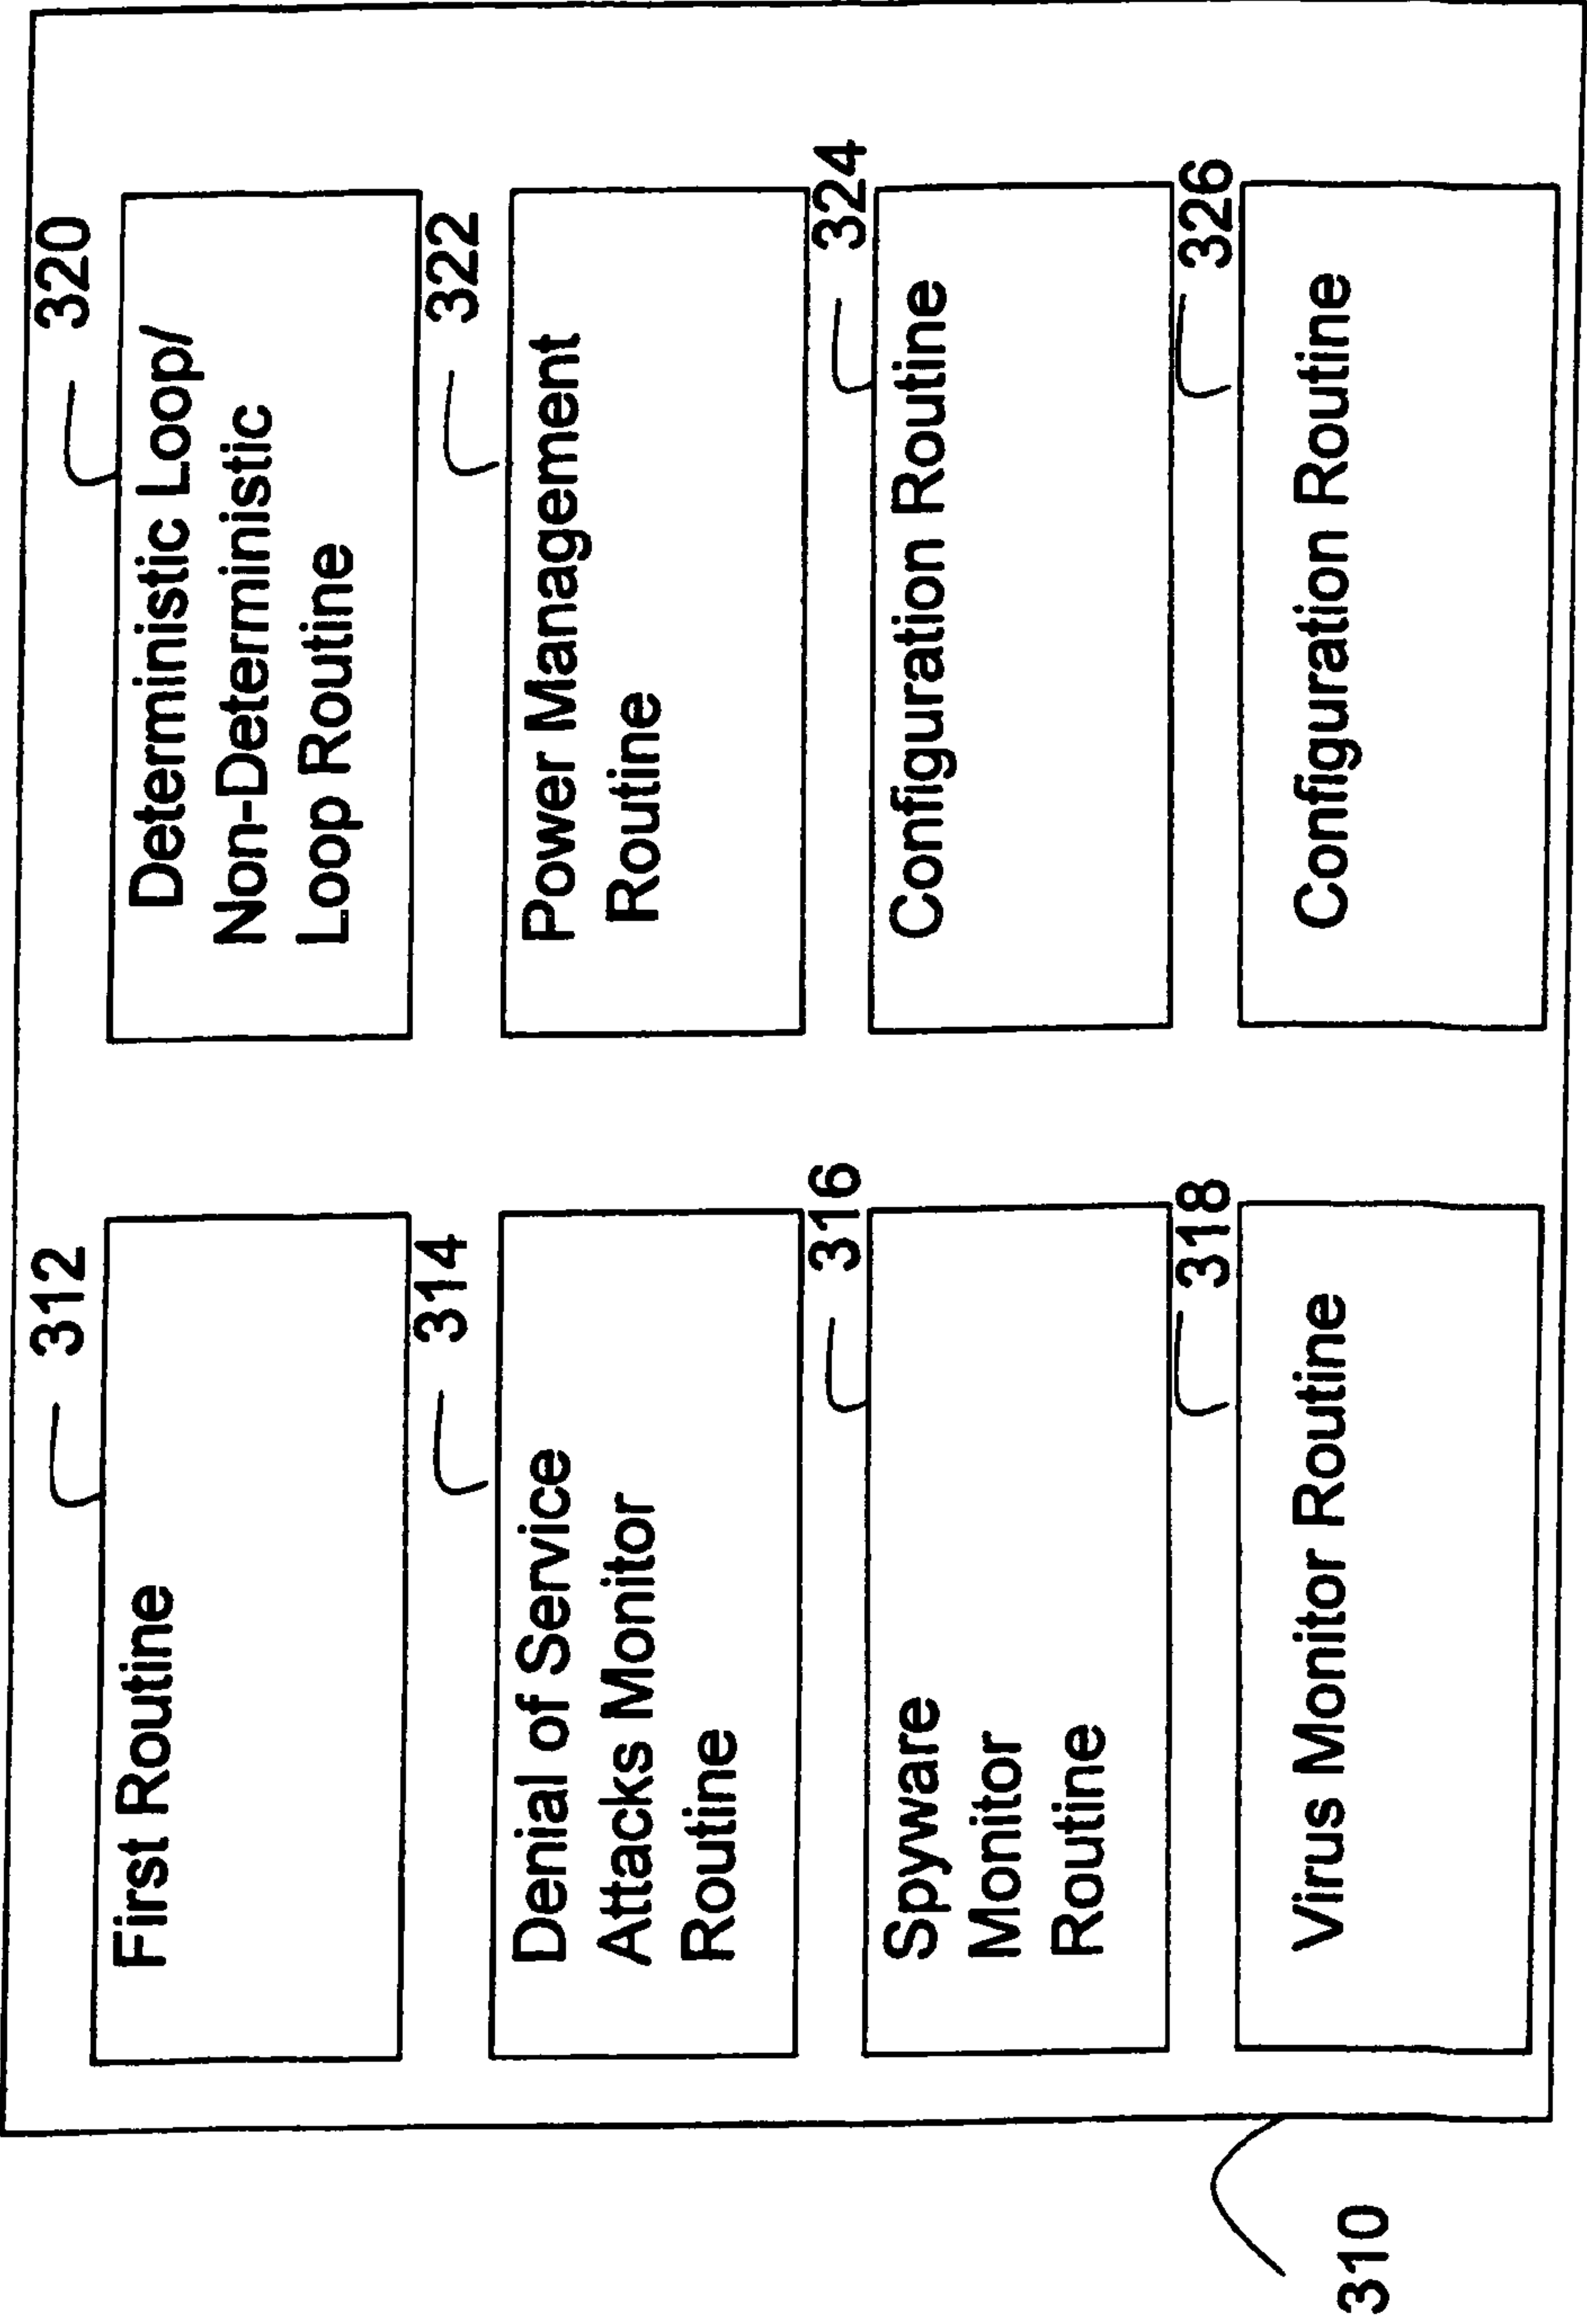 312
First Routine
314
Denial of Service
Attacks Monitor
Routine
316
Spyware
Monitor
Routine
318
Virus Monitor Routine
320
Deterministic Loop/
Non-Deterministic
Loop Routine
322
Power Management
Routine
324
Configuration Routine
326
Configuration Routine
310